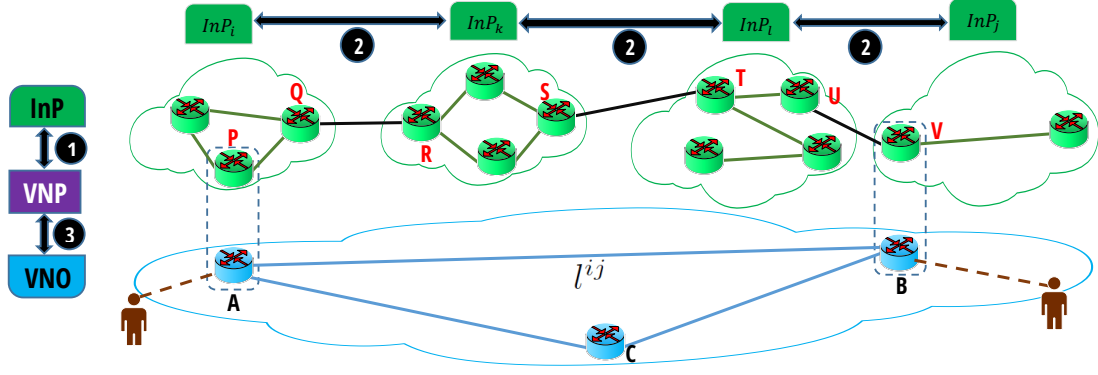 InP_i InP_k InP_l InP_j
2 2 2
Q S T U
InP P R V
1
VNP
3
VNO A l^{ij} B
C